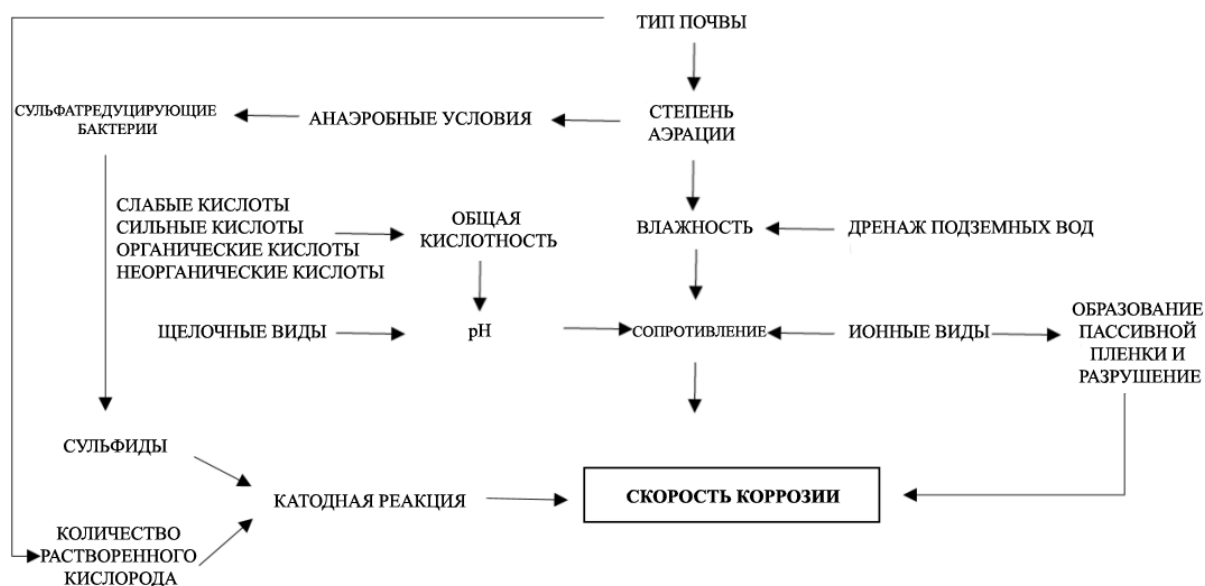 ТИП ПОЧВЫ
СУЛЬФАТРЕДУЦИРУЮЩИЕ
БАКТЕРИИ
АНАЭРОБНЫЕ УСЛОВИЯ
СТЕПЕНЬ
АЭРАЦИИ
СЛАБЫЕ КИСЛОТЫ
СИЛЬНЫЕ КИСЛОТЫ
ОРГАНИЧЕСКИЕ КИСЛОТЫ
НЕОРГАНИЧЕСКИЕ КИСЛОТЫ
ОБЩАЯ
КИСЛОТНОСТЬ
ВЛАЖНОСТЬ
ДРЕНАЖ ПОДЗЕМНЫХ ВОД
ЩЕЛОЧНЫЕ ВИДЫ
pH
СОПРОТИВЛЕНИЕ
ИОННЫЕ ВИДЫ
ОБРАЗОВАНИЕ
ПАССИВНОЙ
ПЛЕНКИ И
РАЗРУШЕНИЕ
СУЛЬФИДЫ
КАТОДНАЯ РЕАКЦИЯ
СКОРОСТЬ КОРРОЗИИ
КОЛИЧЕСТВО
РАСТВОРЕННОГО
КИСЛОРОДА